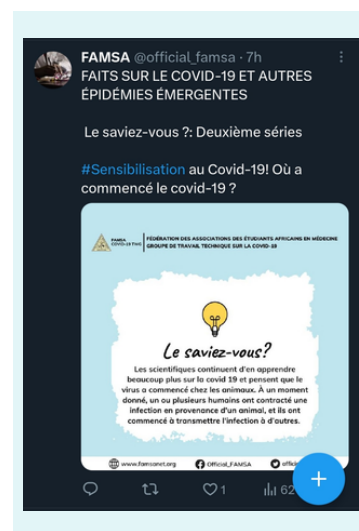 FAMSA @official_famsa · 7h
FAITS SUR LE COVID-19 ET AUTRES
ÉPIDÉMIES ÉMERGENTES
Le saviez-vous ?: Deuxième séries
#Sensibilisation au Covid-19! Où a
commencé le covid-19 ?
FAMSA
COVID-19 TWG
FÉDÉRATION DES ASSOCIATIONS DES ÉTUDIANTS AFRICAINS EN MÉDECINE
GROUPE DE TRAVAIL TECHNIQUE SUR LA COVID-19
Le saviez-vous?
Les scientifiques continuent d'en apprendre
beaucoup plus sur la covid 19 et pensent que le
virus a commencé chez les animaux. À un moment
donné, un ou plusieurs humains ont contracté une
infection en provenance d'un animal, et ils ont
commencé à transmettre l'infection à d'autres.
www.famsanet.org Official_FAMSA
1